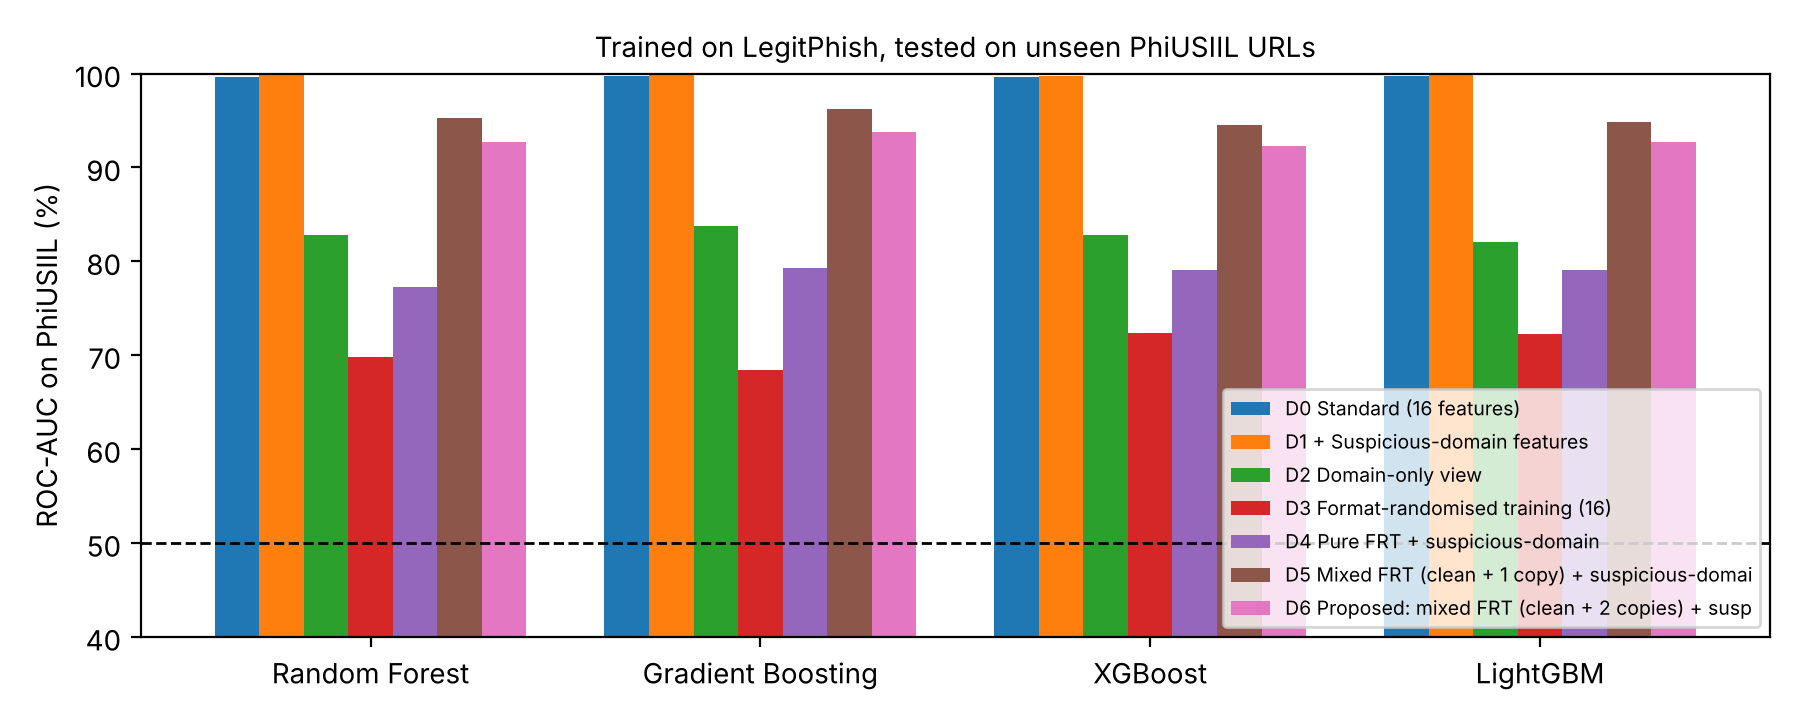 Trained on LegitPhish, tested on unseen PhiUSIIL URLs
ROC-AUC on PhiUSIIL (%)
100
90
80
70
60
50
40
Random Forest
Gradient Boosting
XGBoost
LightGBM
D0 Standard (16 features)
D1 + Suspicious-domain features
D2 Domain-only view
D3 Format-randomised training (16)
D4 Pure FRT + suspicious-domain
D5 Mixed FRT (clean + 1 copy) + suspicious-domai
D6 Proposed: mixed FRT (clean + 2 copies) + susp